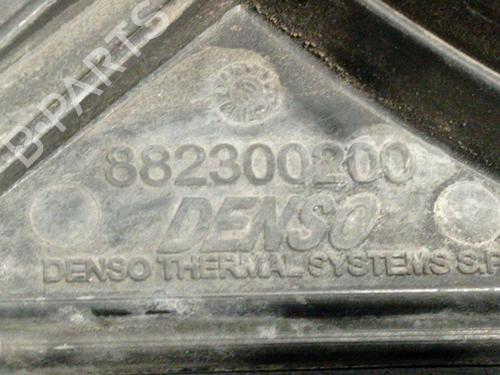 B-PARTS
882300200
DENSO
DENSO THERMAL SYSTEMS S.P